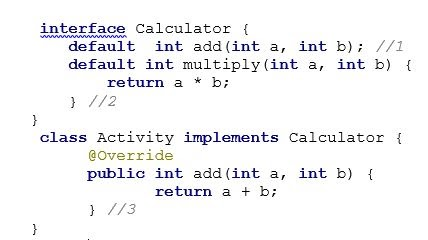 interface Calculator {
default  int add(int a, int b); //1
default int multiply(int a, int b) {
return a * b;
} //2
}
class Activity implements Calculator {
@Override
public int add(int a, int b) {
return a + b;
} //3
}